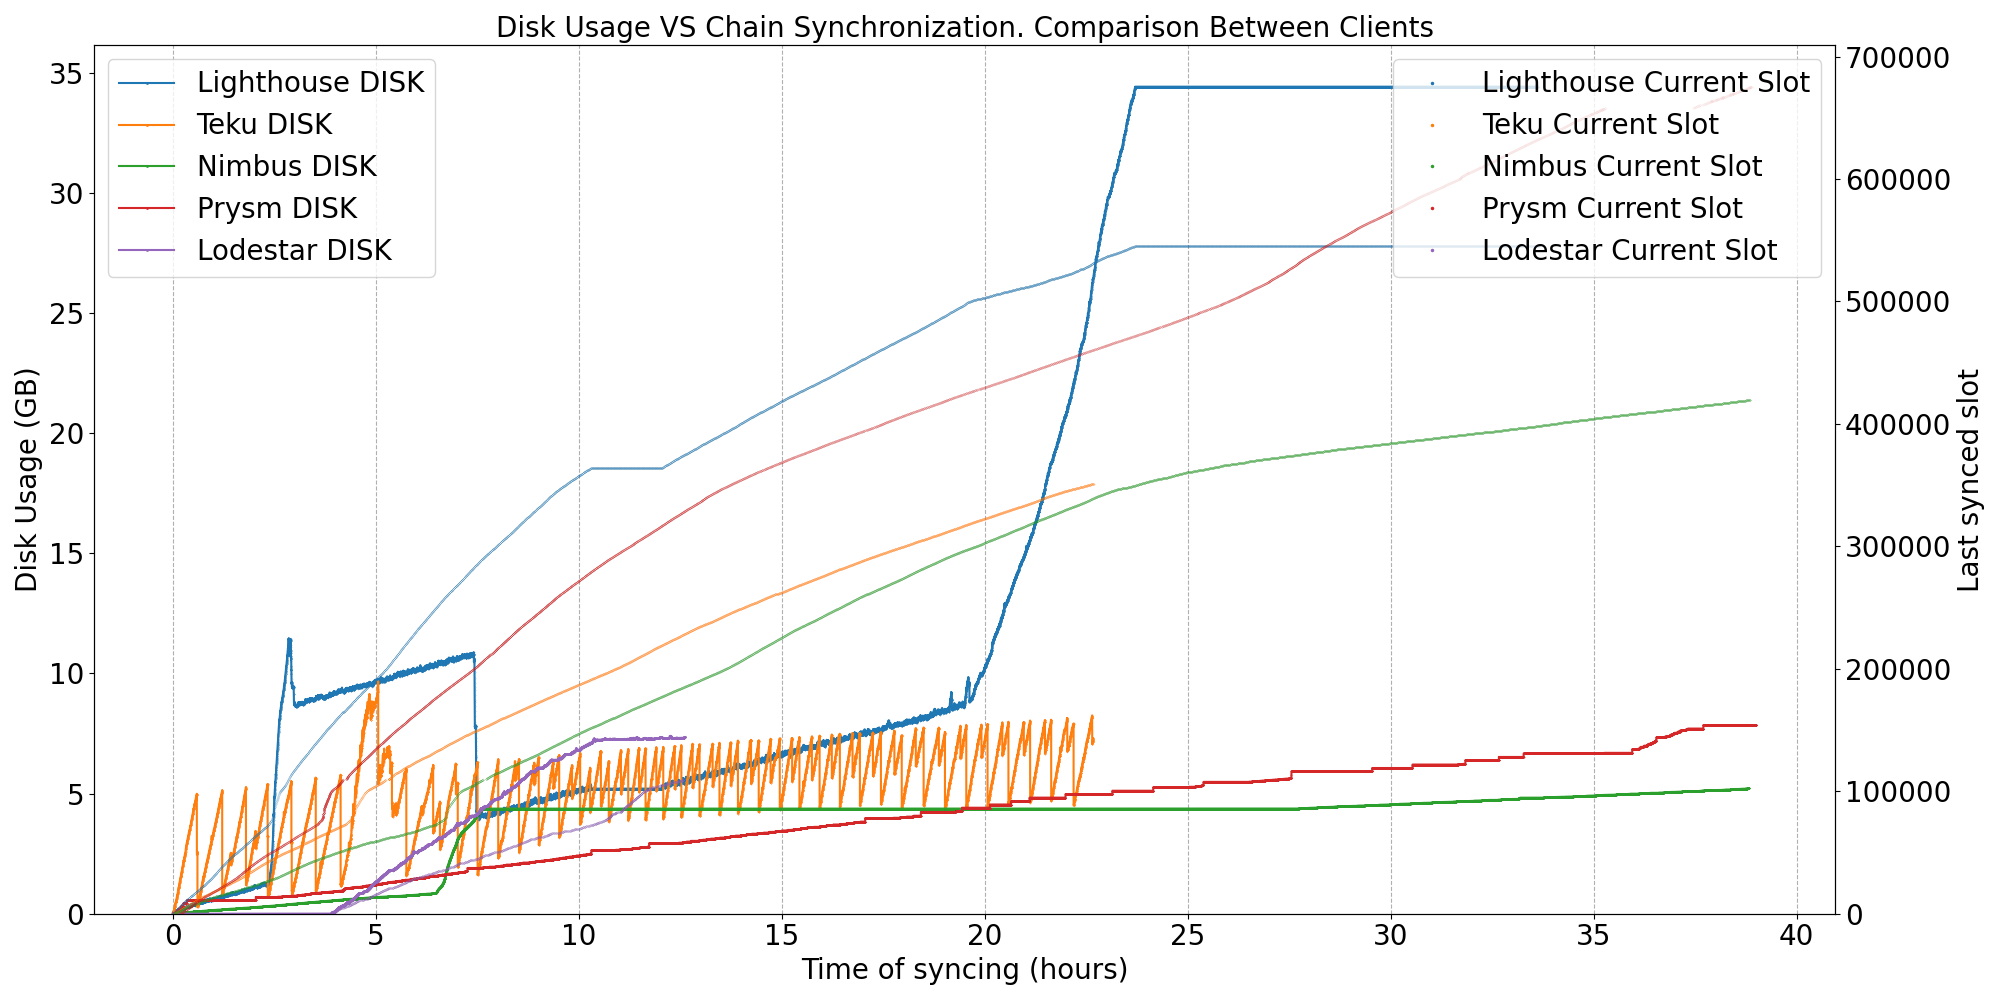 Disk Usage VS Chain Synchronization. Comparison Between Clients
Disk Usage (GB)
35
30
25
20
15
10
5
0
Lighthouse DISK
Teku DISK
Nimbus DISK
Prysm DISK
Lodestar DISK
Lighthouse Current Slot
Teku Current Slot
Nimbus Current Slot
Prysm Current Slot
Lodestar Current Slot
700000
600000
500000
400000
300000
200000
100000
0
Last synced slot
0 5 10 15 20 25 30 35 40
Time of syncing (hours)